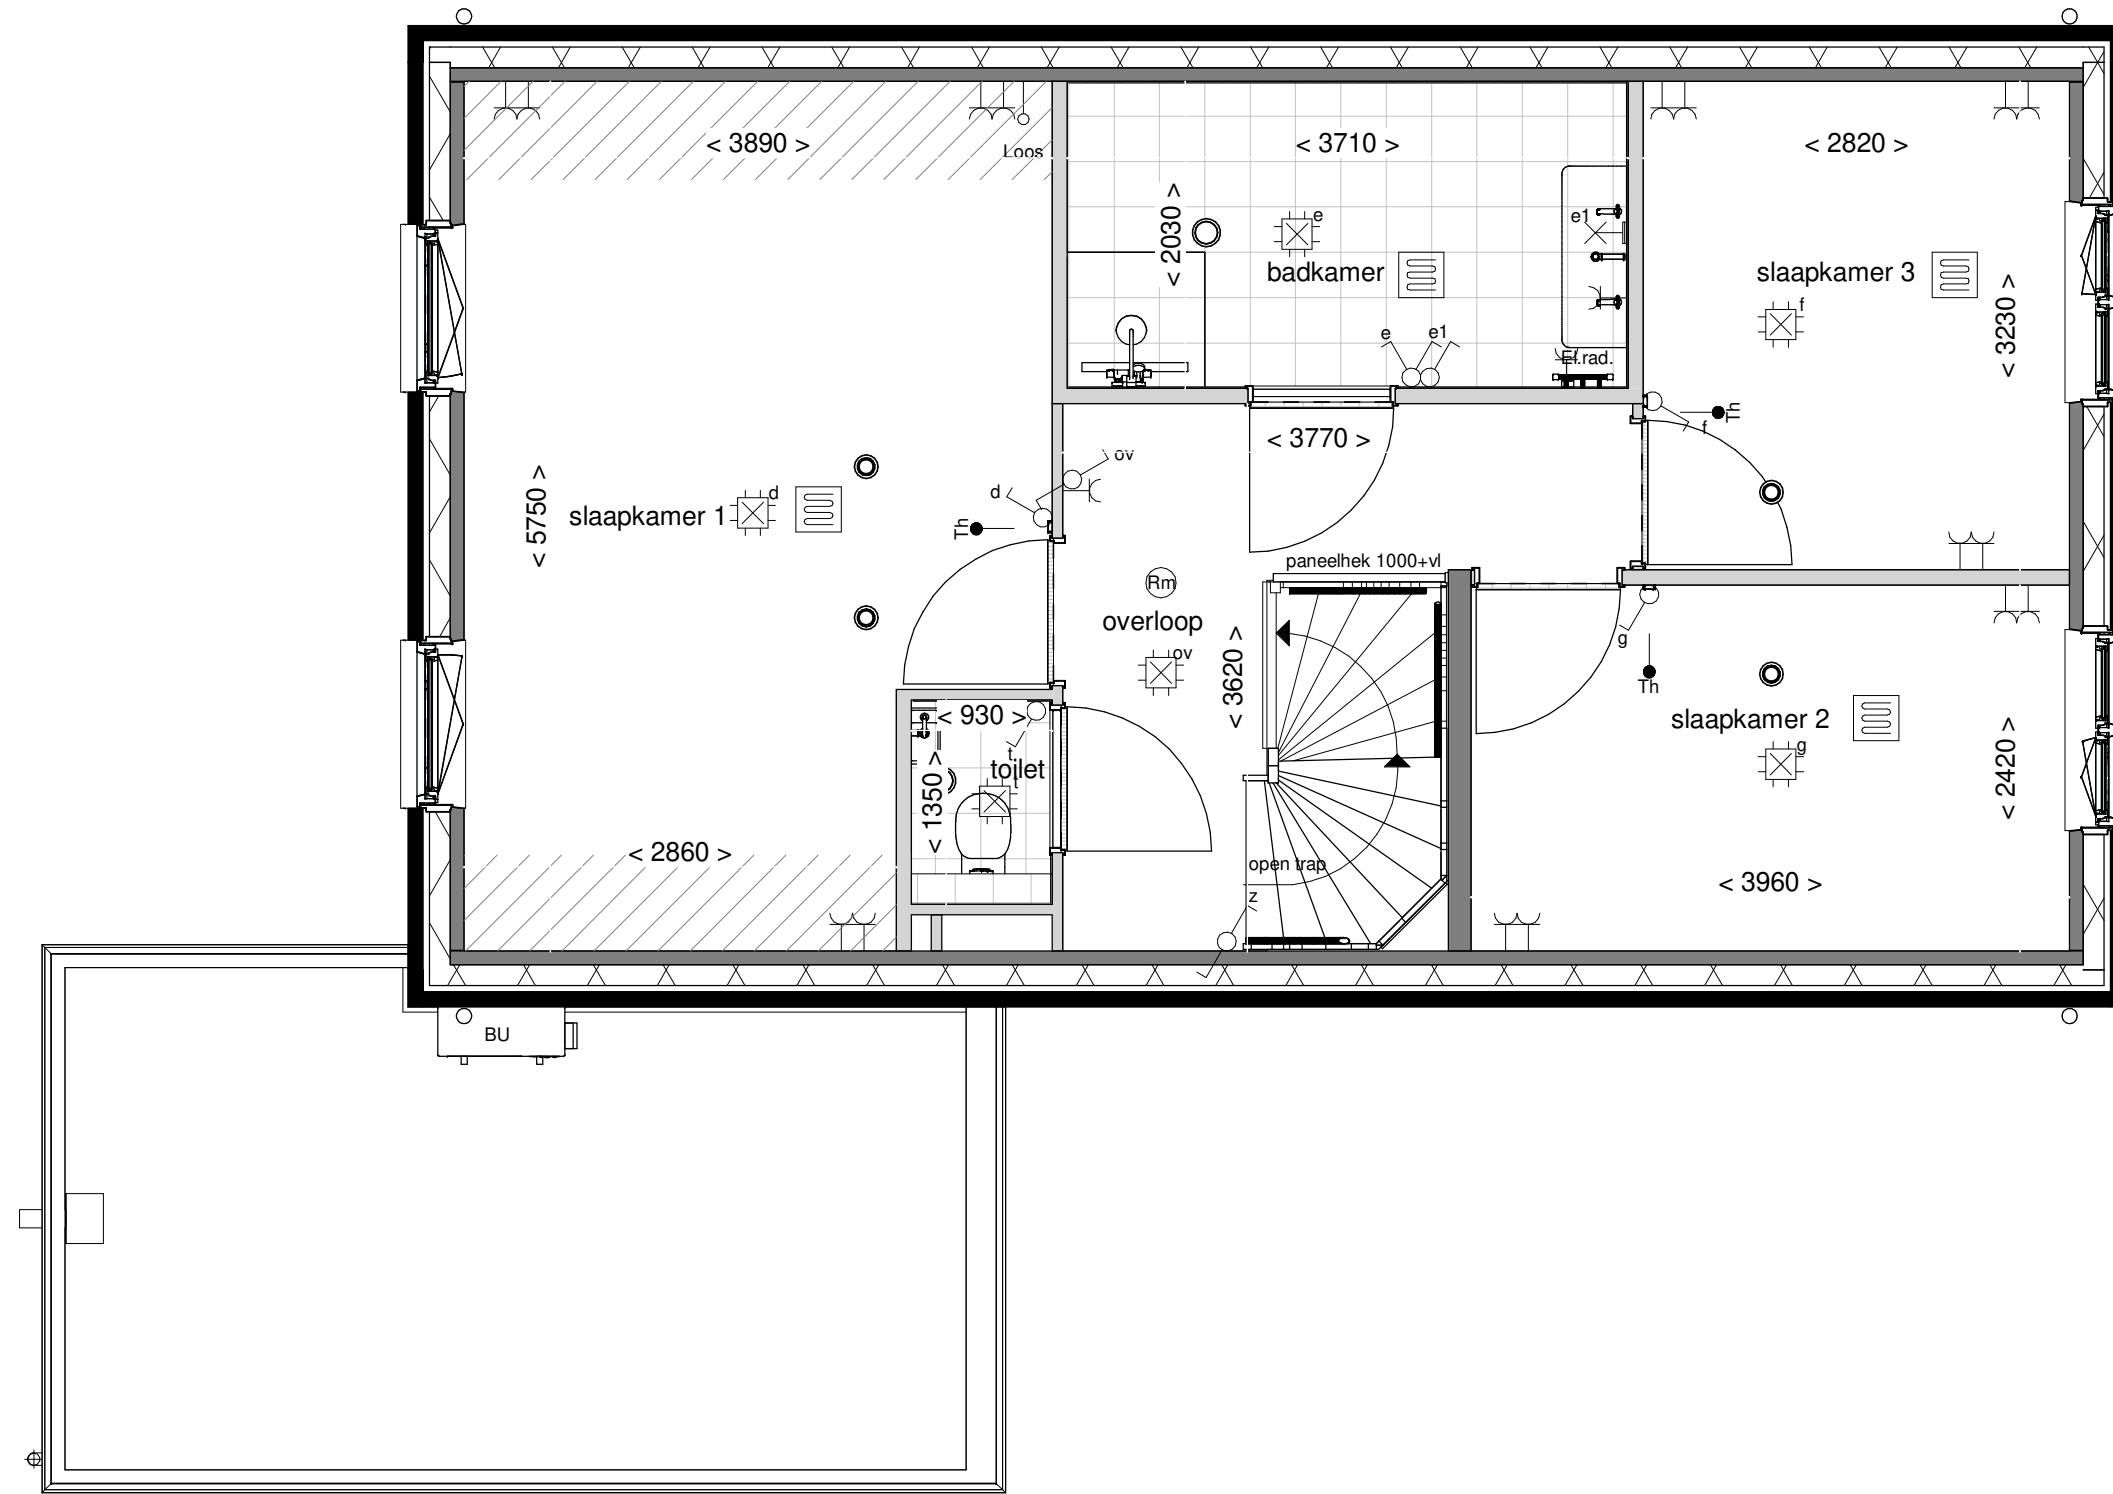 < 3890 >
Loos
< 3710 >
< 2820 >
< 2030 >
e
e1
badkamer
slaapkamer 3
f
< 3230 >
e
e1
El.rad.
Th
f
< 3770 >
ov
d
Th
< 5750 >
slaapkamer 1
d
paneelhek 1000+vl
Rm
overloop
ov
< 3620 >
g
Th
slaapkamer 2
g
< 2420 >
< 930 >
t
toilet
t
< 1350 >
< 2860 >
open trap
z
< 3960 >
BU